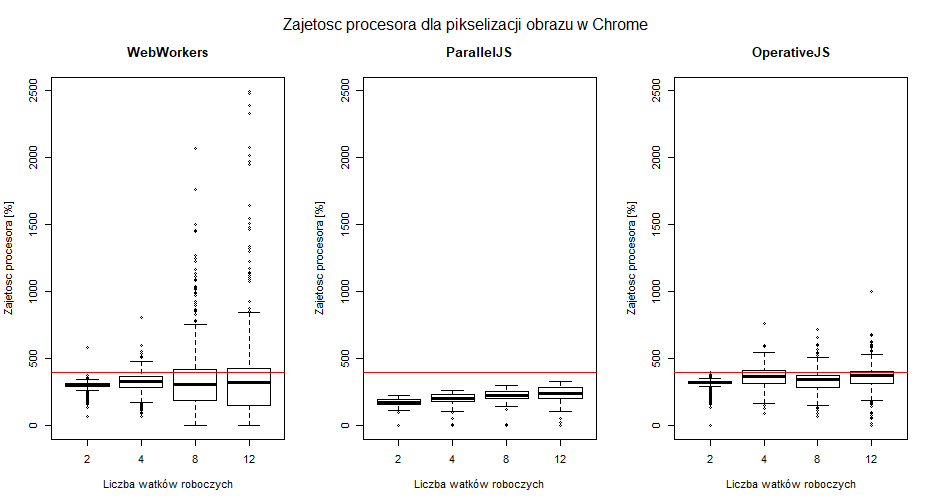 Zajetosc procesora dla pikselizacji obrazu w Chrome
WebWorkers
Zajetosc procesora [%]
2500
2000
1500
1000
500
0
2 4 8 12
Liczba watków roboczych
ParallelJS
Zajetosc procesora [%]
2500
2000
1500
1000
500
0
2 4 8 12
Liczba watków roboczych
OperativeJS
Zajetosc procesora [%]
2500
2000
1500
1000
500
0
2 4 8 12
Liczba watków roboczych